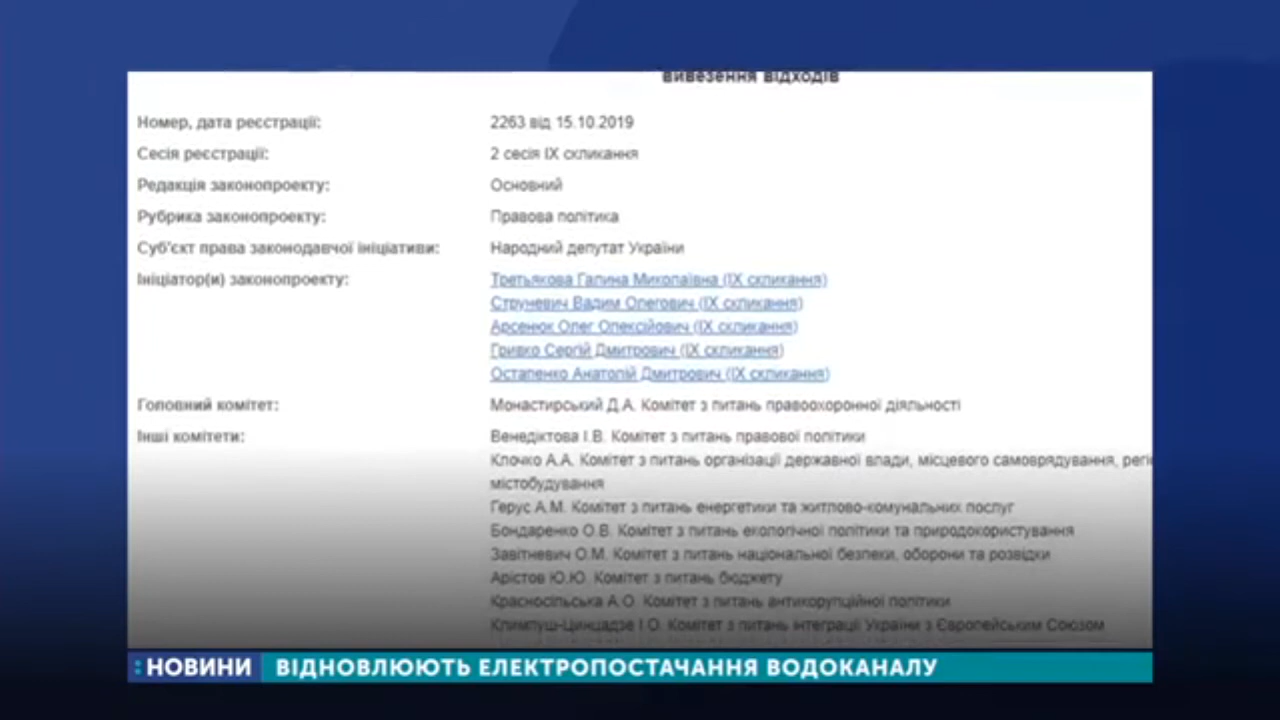 вивезення відходів
Номер, дата реєстрації: 2263 від 15.10.2019
Сесія реєстрації: 2 сесія IX скликання
Редакція законопроекту: Основний
Рубрика законопроекту: Правова політика
Суб'єкт права законодавчої ініціативи: Народний депутат України
Ініціатор(и) законопроекту: Третьякова Галина Миколаївна (IX скликання)
Струневич Вадим Олегович (IX скликання)
Арсенюк Олег Олексійович (IX скликання)
Гривко Сергій Дмитрович (IX скликання)
Остапенко Анатолій Дмитрович (IX скликання)
Головний комітет: Монастирський Д.А. Комітет з питань правоохоронної діяльності
Інші комітети: Венедіктова І.В. Комітет з питань правової політики
Клочко А.А. Комітет з питань організації державної влади, місцевого самоврядування, регі
містобудування
Герус А.М. Комітет з питань енергетики та житлово-комунальних послуг
Бондаренко О.В. Комітет з питань екологічної політики та природокористування
Завітневич О.М. Комітет з питань національної безпеки, оборони та розвідки
Арістов Ю.Ю. Комітет з питань бюджету
Красносільська А.О. Комітет з питань антикорупційної політики
Климпуш-Цинцадзе І.О. Комітет з питань інтеграції України з Європейським Союзом
НОВИНИ ВІДНОВЛЮЮТЬ ЕЛЕКТРОПОСТАЧАННЯ ВОДОКАНАЛУ